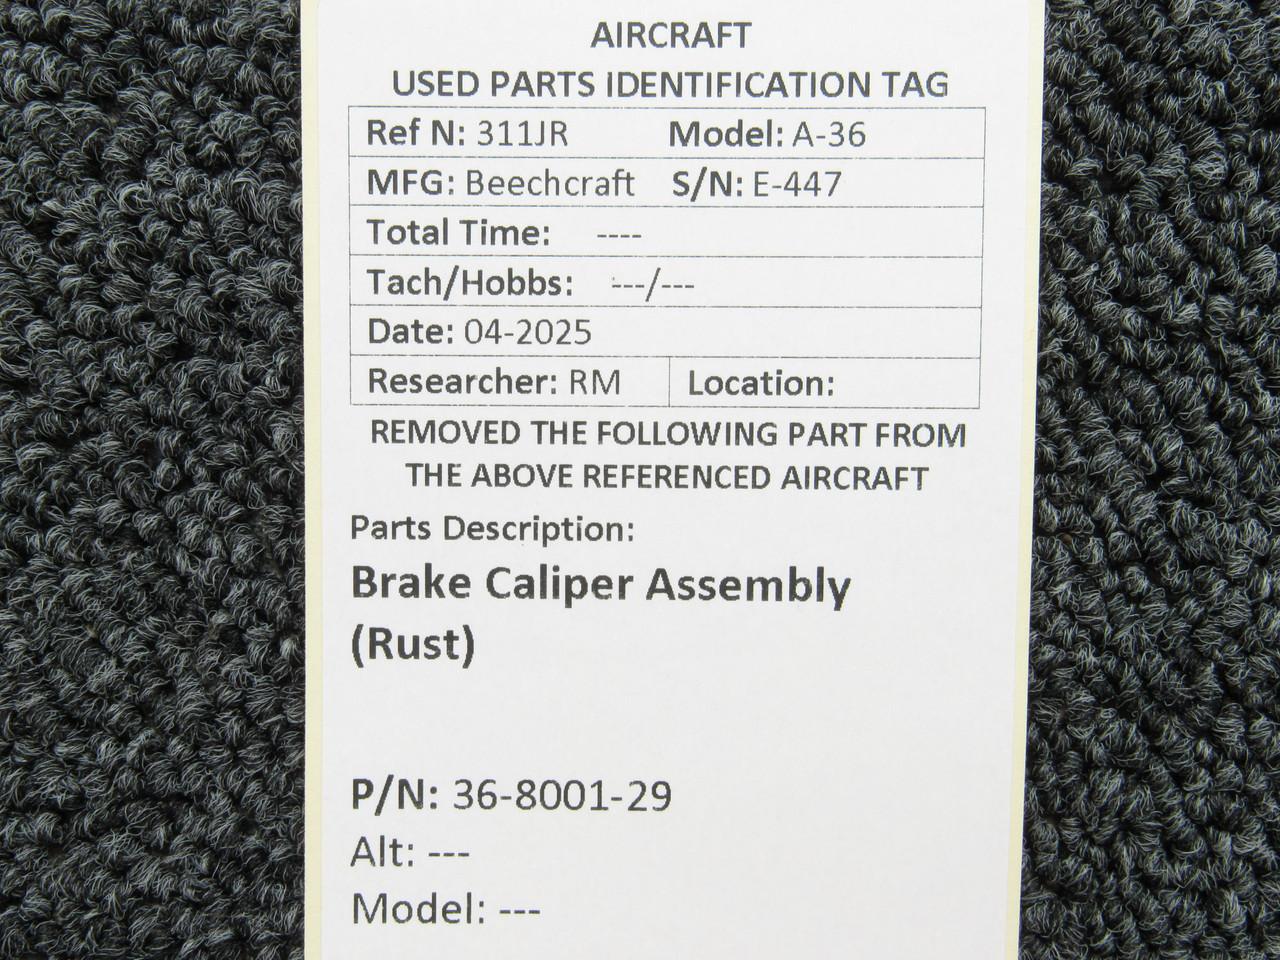 AIRCRAFT
USED PARTS IDENTIFICATION TAG
Ref N: 311JR Model: A-36
MFG: Beechcraft S/N: E-447
Total Time: ----
Tach/Hobbs: ---/---
Date: 04-2025
Researcher: RM Location:
REMOVED THE FOLLOWING PART FROM
THE ABOVE REFERENCED AIRCRAFT
Parts Description:
Brake Caliper Assembly
(Rust)
P/N: 36-8001-29
Alt: ---
Model: ---